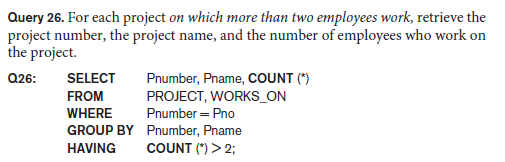 Query 26. For each project on which more than two employees work, retrieve the
project number, the project name, and the number of employees who work on
the project.
Q26: SELECT Pnumber, Pname, COUNT (*)
FROM PROJECT, WORKS_ON
WHERE Pnumber = Pno
GROUP BY Pnumber, Pname
HAVING COUNT (*) > 2;